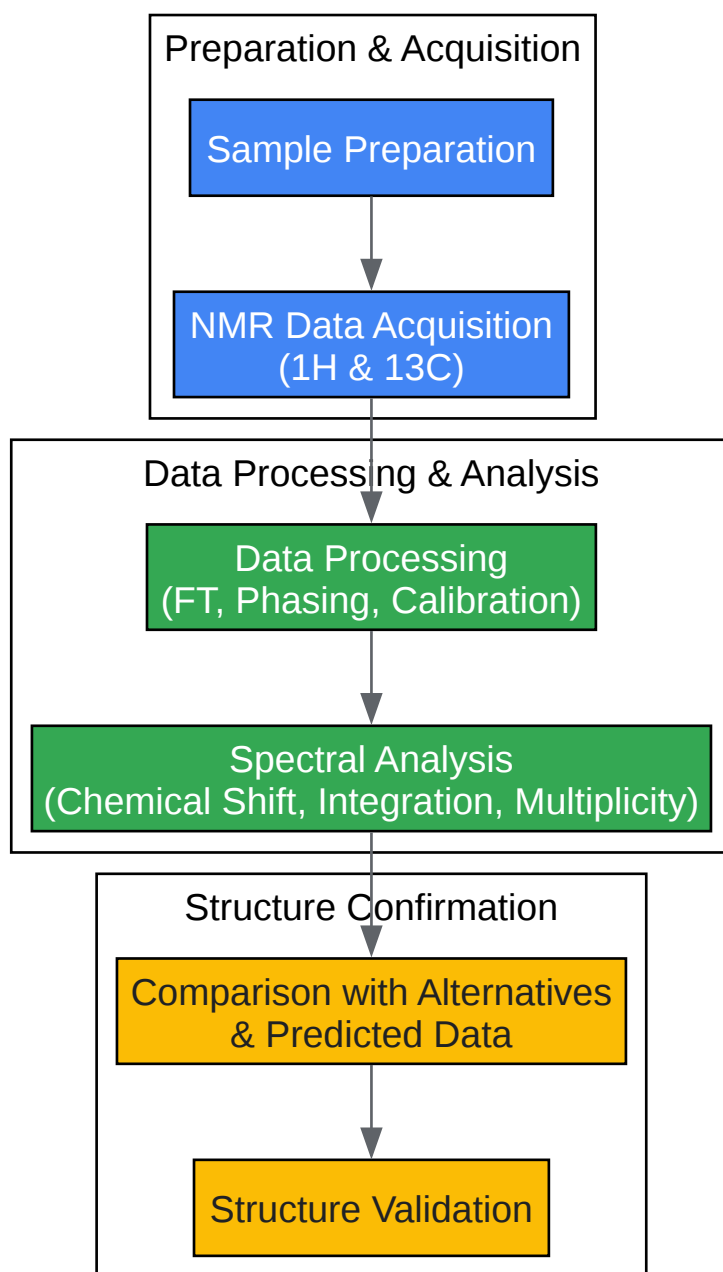 Preparation & Acquisition
Sample Preparation
NMR Data Acquisition
(1H & 13C)
Data Processing & Analysis
Data Processing
(FT, Phasing, Calibration)
Spectral Analysis
(Chemical Shift, Integration, Multiplicity)
Structure Confirmation
Comparison with Alternatives
& Predicted Data
Structure Validation